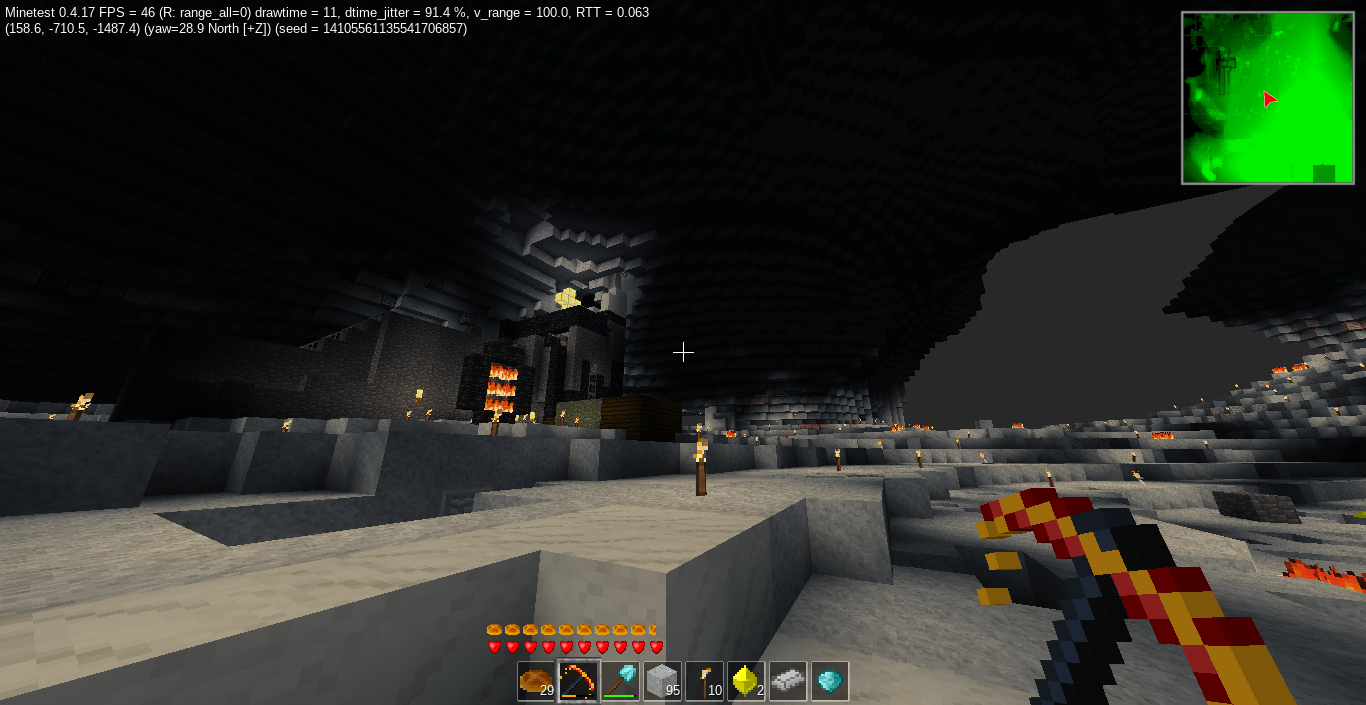 Minetest 0.4.17 FPS = 46 (R: range_all=0) drawtime = 11, dtime_jitter = 91.4 %, v_range = 100.0, RTT = 0.063
(158.6, -710.5, -1487.4) (yaw=28.9 North [+Z]) (seed = 14105561135541706857)
29
95
10
2